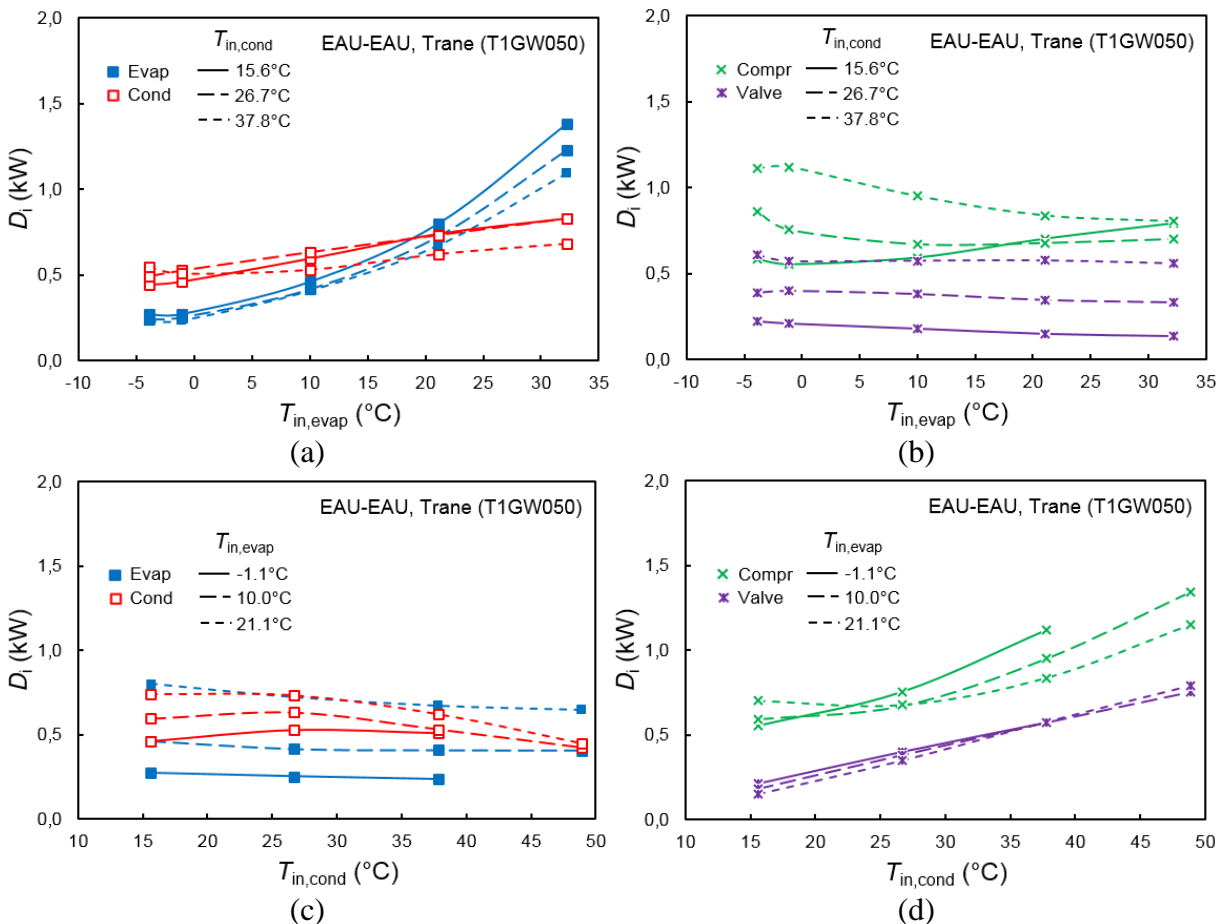 2,0
1,5
1,0
0,5
0,0
D_i (kW)
EAU-EAU, Trane (T1GW050)
T_in,cond
Evap
Cond
15.6°C
26.7°C
37.8°C
-10 -5 0 5 10 15 20 25 30 35
T_in,evap (°C)
(a)
2,0
1,5
1,0
0,5
0,0
D_i (kW)
EAU-EAU, Trane (T1GW050)
T_in,cond
Compr
Valve
15.6°C
26.7°C
37.8°C
-10 -5 0 5 10 15 20 25 30 35
T_in,evap (°C)
(b)
2,0
1,5
1,0
0,5
0,0
D_i (kW)
EAU-EAU, Trane (T1GW050)
T_in,evap
Evap
Cond
-1.1°C
10.0°C
21.1°C
10 15 20 25 30 35 40 45 50
T_in,cond (°C)
(c)
2,0
1,5
1,0
0,5
0,0
D_i (kW)
EAU-EAU, Trane (T1GW050)
T_in,evap
Compr
Valve
-1.1°C
10.0°C
21.1°C
10 15 20 25 30 35 40 45 50
T_in,cond (°C)
(d)